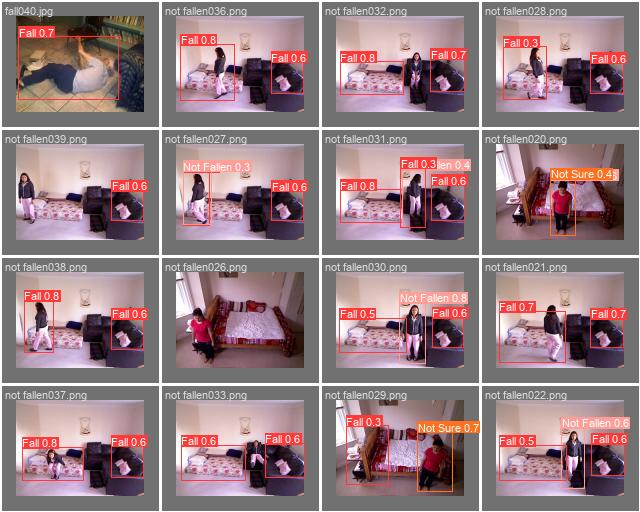 fall040.jpg
Fall 0.7
not fallen036.png
Fall 0.8
Fall 0.6
not fallen032.png
Fall 0.8
Fall 0.7
not fallen028.png
Fall 0.3
Fall 0.6
not fallen039.png
Fall 0.6
not fallen027.png
Not Fallen 0.3
Fall 0.6
not fallen031.png
Fall 0.3
llen 0.4
Fall 0.8
Fall 0.6
not fallen020.png
Not Sure 0.4
not fallen038.png
Fall 0.8
Fall 0.6
not fallen026.png
not fallen030.png
Not Fallen 0.8
Fall 0.5
Fall 0.6
not fallen021.png
Fall 0.7
Fall 0.7
not fallen037.png
Fall 0.8
Fall 0.6
not fallen033.png
Fall 0.6
Fall 0.6
not fallen029.png
Fall 0.3
Not Sure 0.7
not fallen022.png
Not Fallen 0.6
Fall 0.5
Fall 0.6